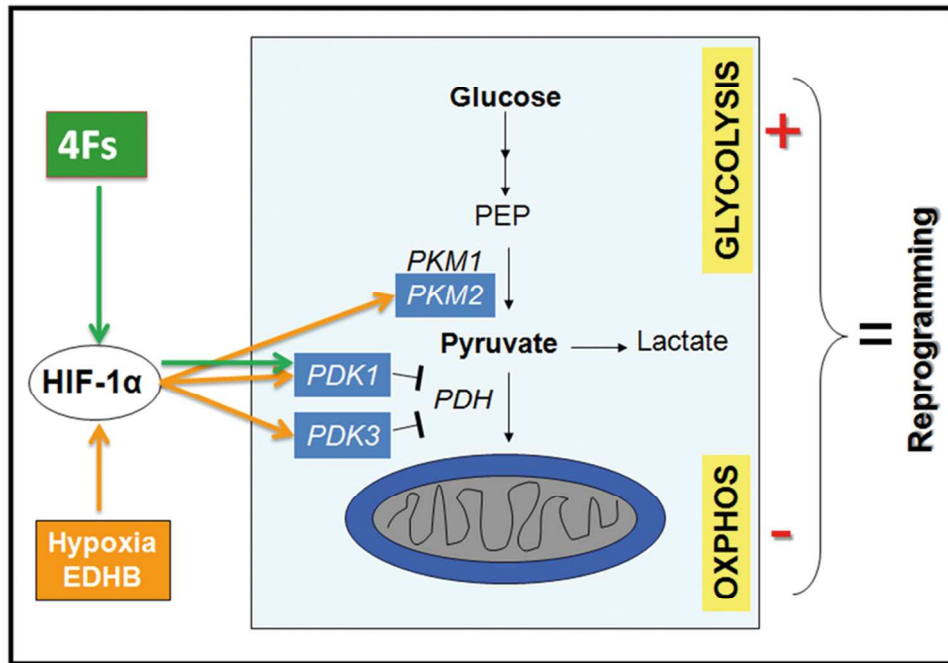 4Fs
HIF-1α
Hypoxia
EDHB
Glucose
PEP
PKM1
PKM2
Pyruvate
Lactate
PDK1
PDH
PDK3
GLYCOLYSIS
OXPHOS
+
-
=
Reprogramming